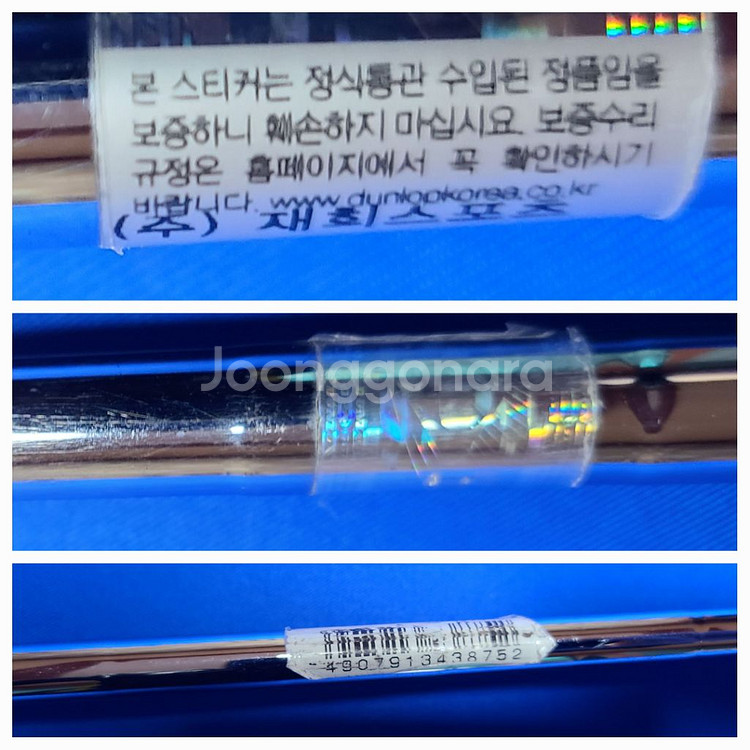 본 스티커는 정식통관 수입된 정품임을
보증하니 훼손하지 마십시요. 보증수리
규정은 홈페이지에서 꼭 확인하시기
바랍니다. www.dunlopkorea.co.kr
(주) 재희스포츠
Joonggonara
4907913438752